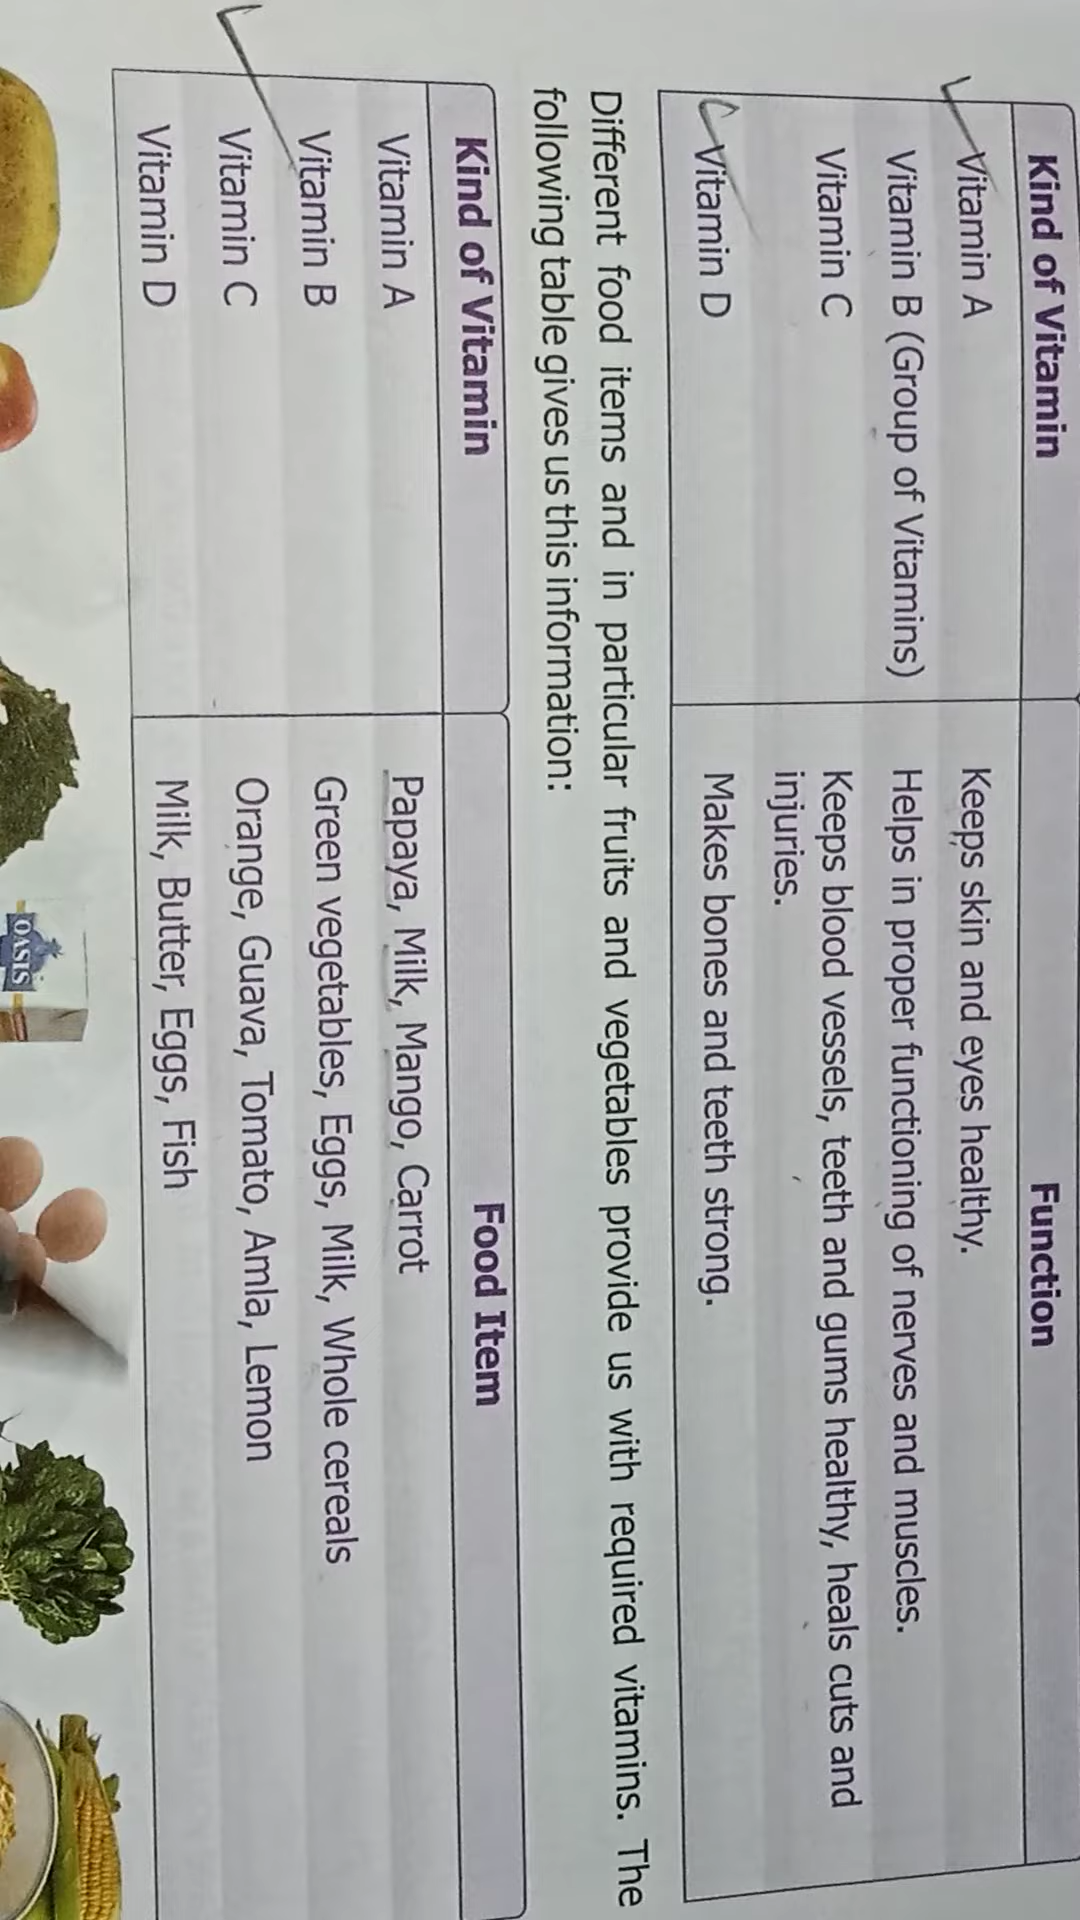 Kind of Vitamin Function
Vitamin A Keeps skin and eyes healthy.
Vitamin B (Group of Vitamins) Helps in proper functioning of nerves and muscles.
Vitamin C Keeps blood vessels, teeth and gums healthy, heals cuts and
injuries.
Vitamin D Makes bones and teeth strong.
Different food items and in particular fruits and vegetables provide us with required vitamins. The
following table gives us this information:
Kind of Vitamin Food Item
Vitamin A Papaya, Milk, Mango, Carrot
Vitamin B Green vegetables, Eggs, Milk, Whole cereals
Vitamin C Orange, Guava, Tomato, Amla, Lemon
Vitamin D Milk, Butter, Eggs, Fish
OASIS